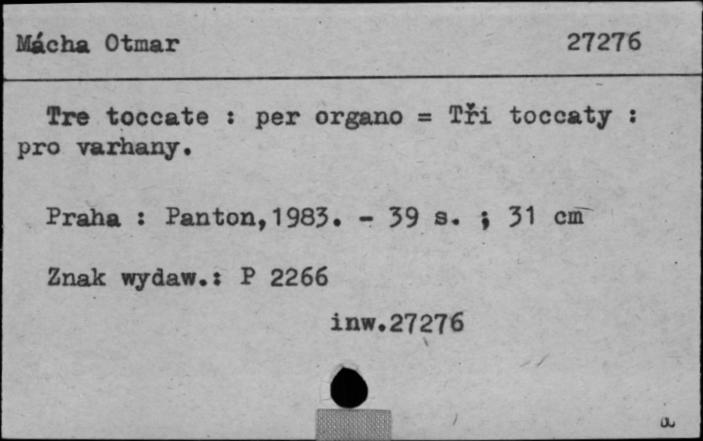 Mácha Otmar 27276
Tre toccate : per organo = Tři toccaty :
pro varhany.
Praha : Panton,1983. - 39 s. ; 31 cm
Znak wydaw.: P 2266
inw.27276